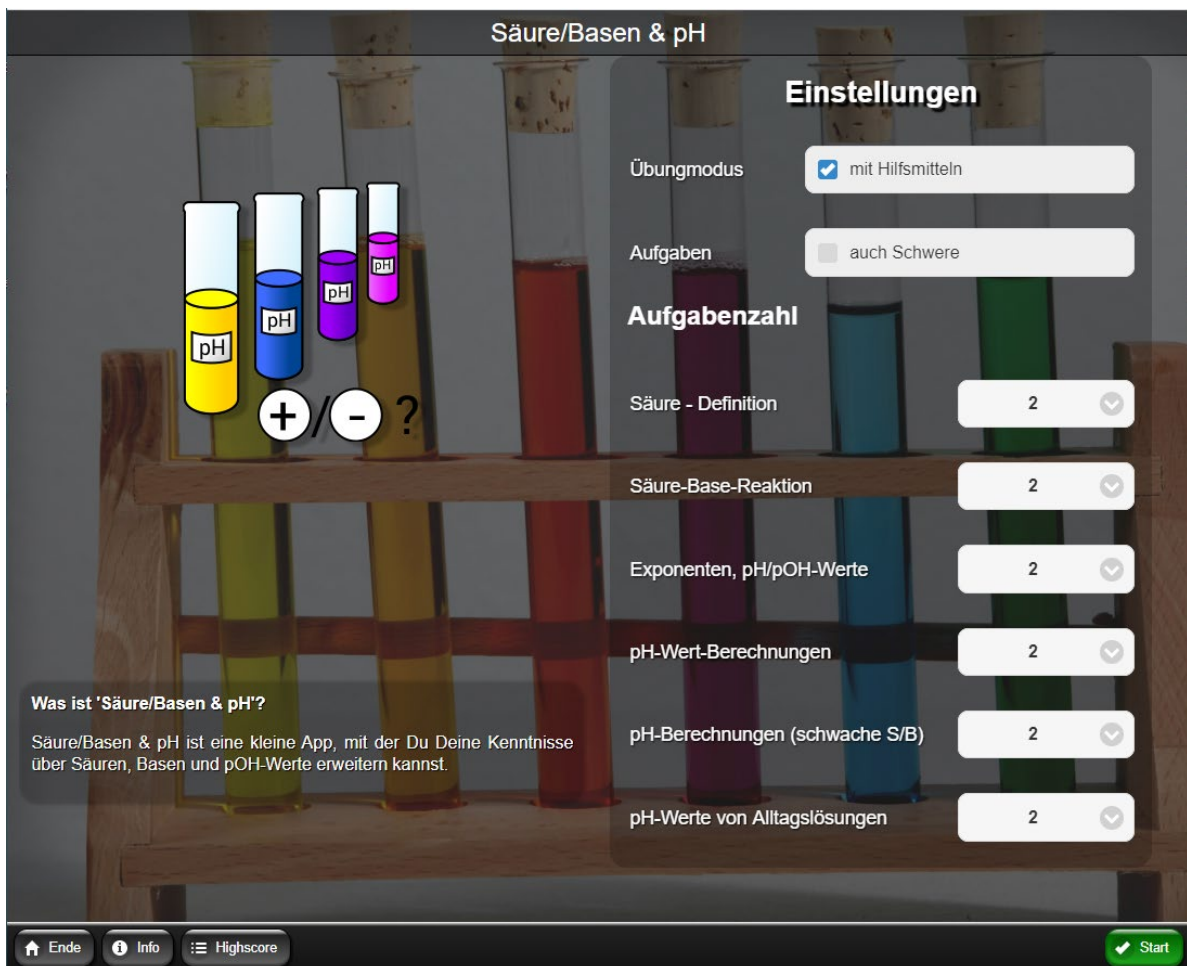 Säure/Basen & pH
Einstellungen
Übungmodus
mit Hilfsmitteln
Aufgaben
auch Schwere
Aufgabenzahl
Säure - Definition
2
Säure-Base-Reaktion
2
Exponenten, pH/pOH-Werte
2
pH-Wert-Berechnungen
2
pH-Berechnungen (schwache S/B)
2
pH-Werte von Alltagslösungen
2
pH
pH
pH
pH
+/- ?
Was ist 'Säure/Basen & pH'?
Säure/Basen & pH ist eine kleine App, mit der Du Deine Kenntnisse
über Säuren, Basen und pOH-Werte erweitern kannst.
Ende
Info
Highscore
Start